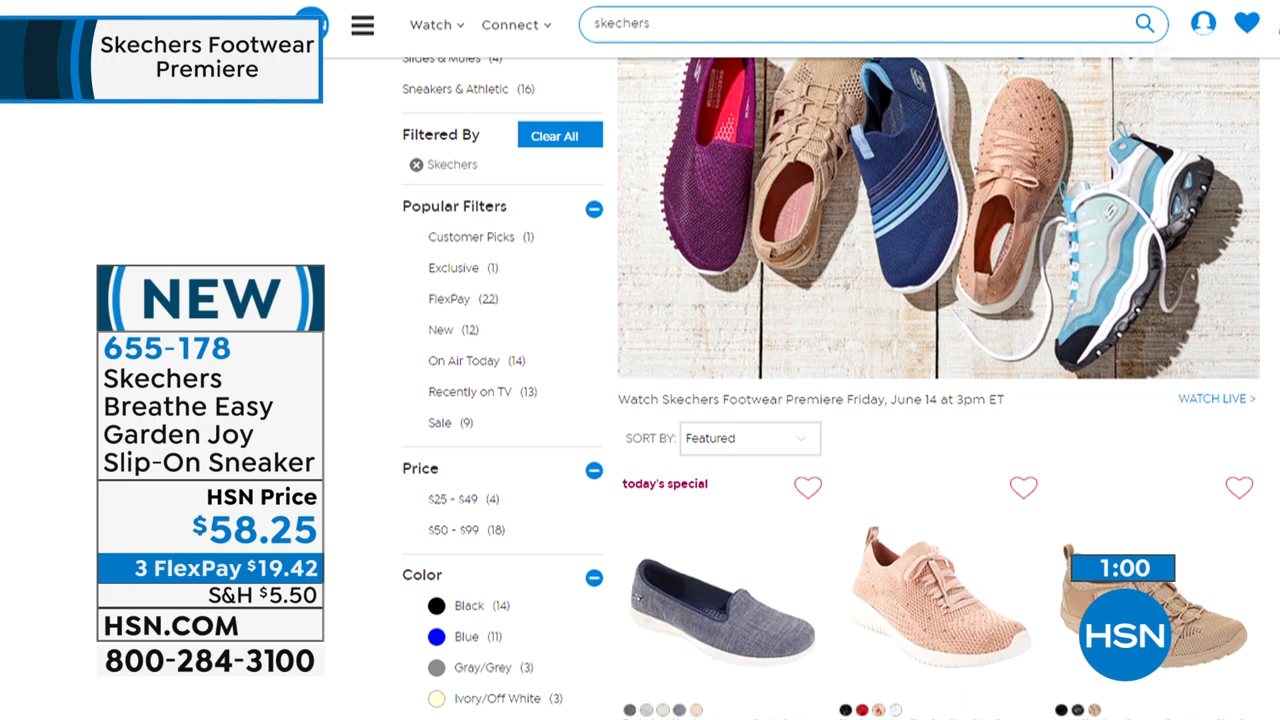 Skechers Footwear
Premiere
Watch
Connect
skechers
LIVE
Slides & Mules (4)
Sneakers & Athletic (16)
Filtered By
Clear All
Skechers
Popular Filters
Customer Picks (1)
Exclusive (1)
FlexPay (22)
New (12)
On Air Today (14)
Recently on TV (13)
Sale (9)
Price
$25 - $49 (4)
$50 - $99 (18)
Color
Black (14)
Blue (11)
Gray/Grey (3)
Ivory/Off White (3)
NEW
655-178
Skechers
Breathe Easy
Garden Joy
Slip-On Sneaker
HSN Price
$58.25
3 FlexPay $19.42
S&H $5.50
HSN.COM
800-284-3100
Watch Skechers Footwear Premiere Friday, June 14 at 3pm ET
WATCH LIVE >
SORT BY: Featured
today's special
1:00
HSN